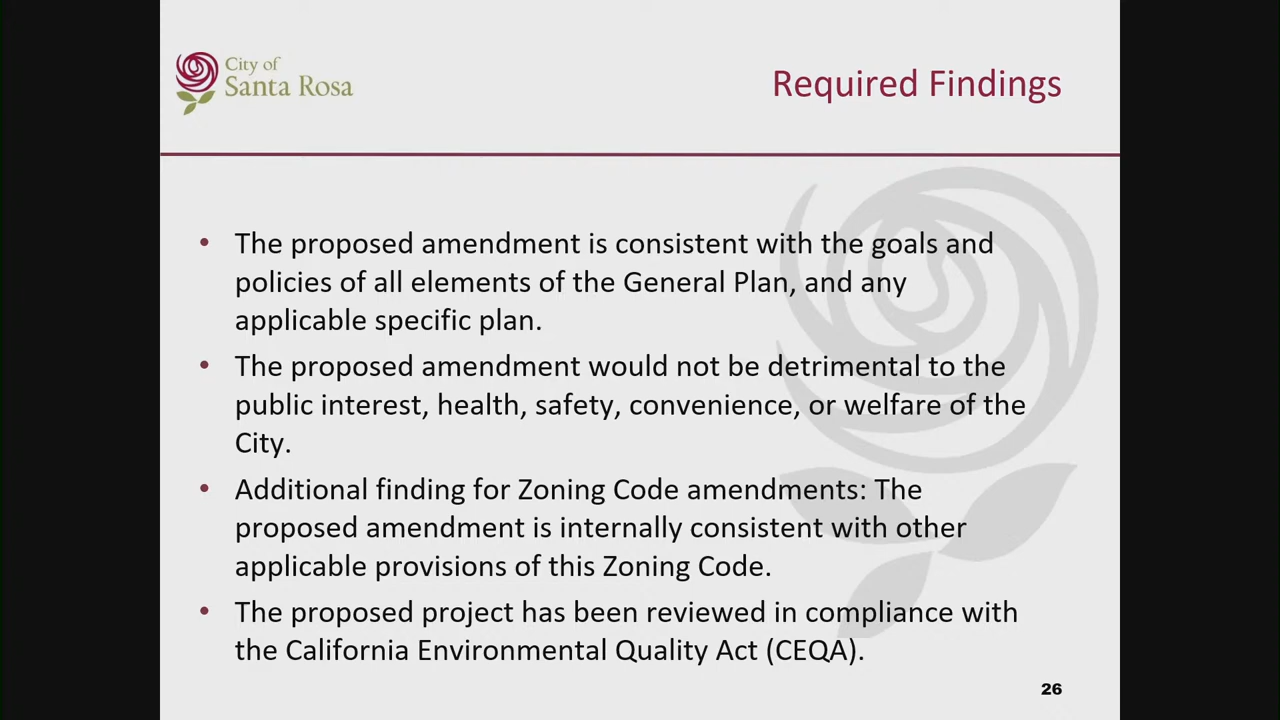 City of
Santa Rosa
Required Findings
• The proposed amendment is consistent with the goals and
policies of all elements of the General Plan, and any
applicable specific plan.
• The proposed amendment would not be detrimental to the
public interest, health, safety, convenience, or welfare of the
City.
• Additional finding for Zoning Code amendments: The
proposed amendment is internally consistent with other
applicable provisions of this Zoning Code.
• The proposed project has been reviewed in compliance with
the California Environmental Quality Act (CEQA).
26